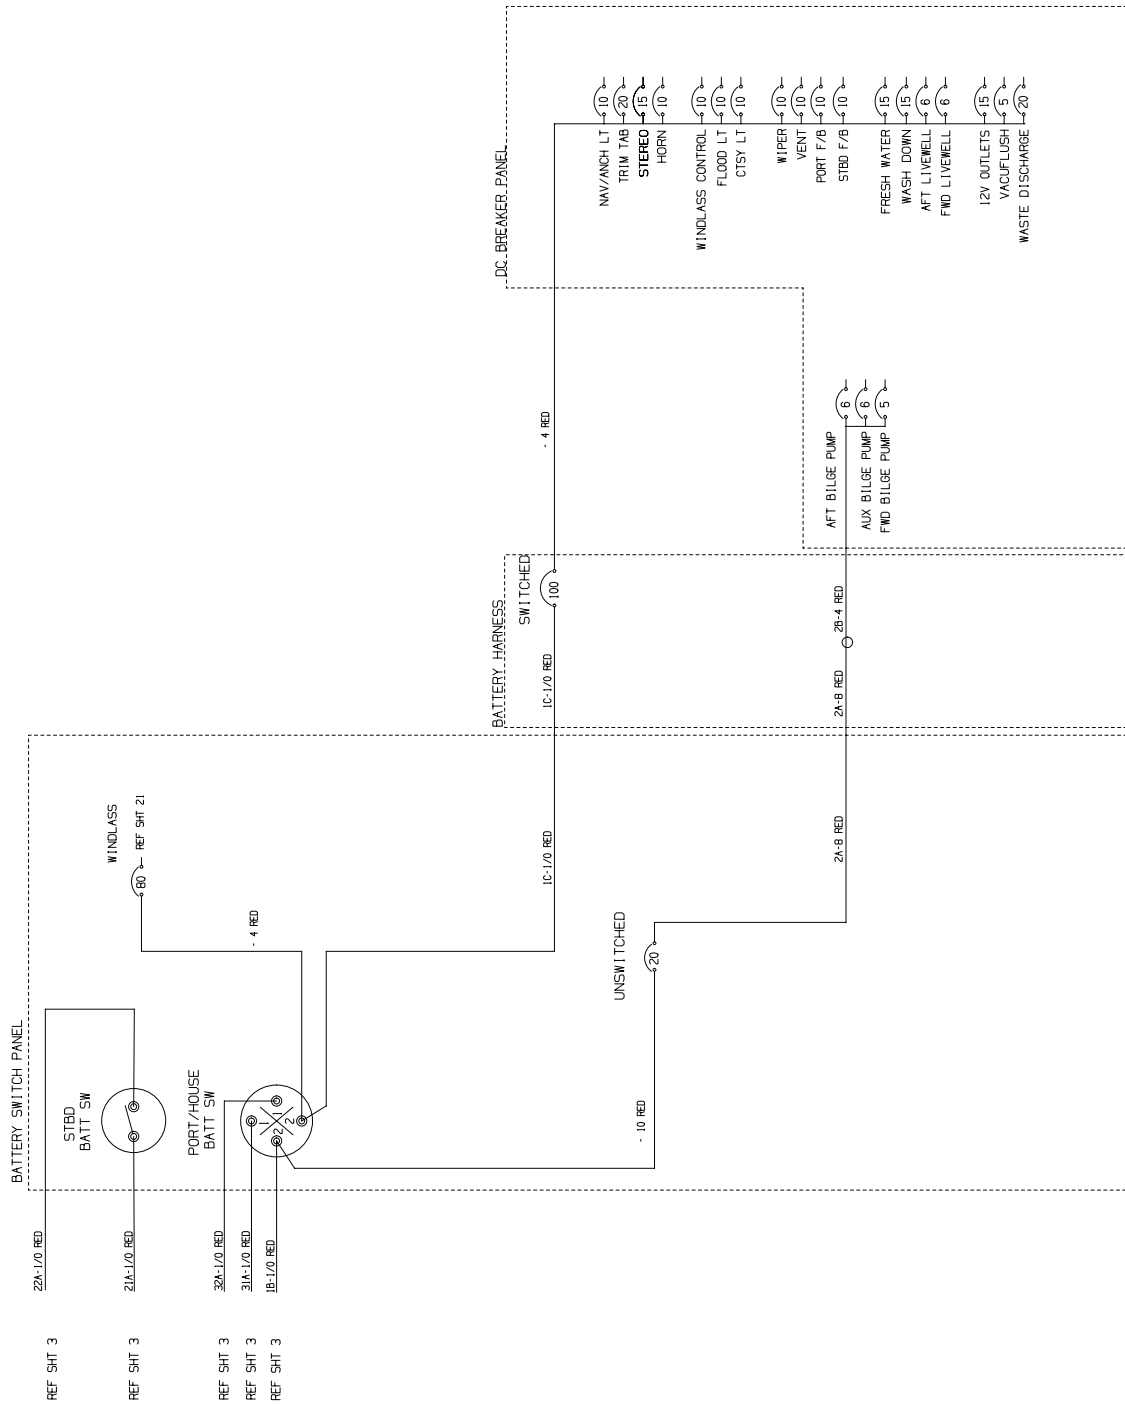 BATTERY SWITCH PANEL
REF SHT 3
22A-1/0 RED
STBD
BATT SW
REF SHT 3
21A-1/0 RED
WINDLASS
80
REF SHT 21
PORT/HOUSE
BATT SW
REF SHT 3
32A-1/0 RED
REF SHT 3
31A-1/0 RED
REF SHT 3
1B-1/0 RED
1
1
2
2
- 4 RED
- 10 RED
UNSWITCHED
20
1C-1/0 RED
2A-8 RED
BATTERY HARNESS
SWITCHED
100
1C-1/0 RED
2A-8 RED
2B-4 RED
- 4 RED
DC BREAKER PANEL
NAV/ANCH LT 10
TRIM TAB 20
STEREO 15
HORN 10
WINDLASS CONTROL 10
FLOOD LT 10
CTSY LT 10
WIPER 10
VENT 10
PORT F/B 10
STBD F/B 10
FRESH WATER 15
WASH DOWN 15
AFT LIVEWELL 6
FWD LIVEWELL 6
12V OUTLETS 15
VACUFLUSH 5
WASTE DISCHARGE 20
AFT BILGE PUMP 6
AUX BILGE PUMP 6
FWD BILGE PUMP 5